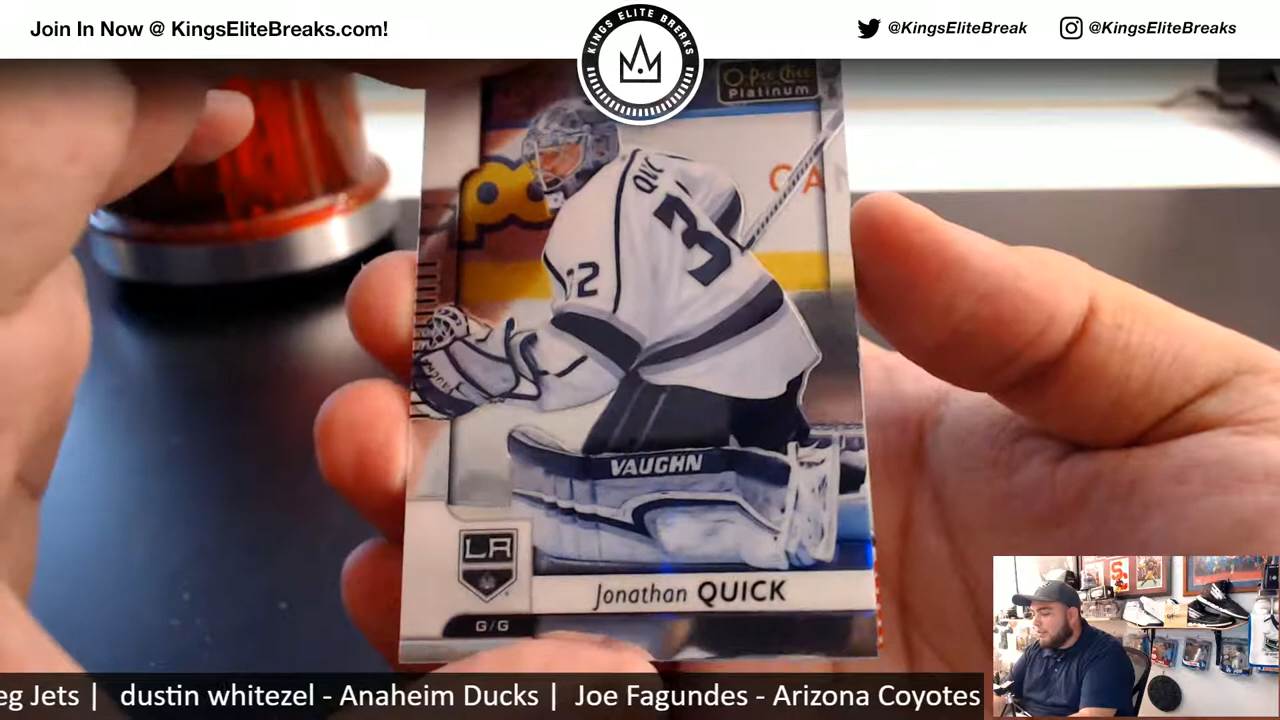 Join In Now @ KingsEliteBreaks.com!
KINGS ELITE BREAKS
@KingsEliteBreak
@KingsEliteBreaks
O-Pee-Chee
Platinum
QUIC
32
VAUGHN
LA
Jonathan QUICK
G/G
eg Jets | dustin whitezel - Anaheim Ducks | Joe Fagundes - Arizona Coyotes